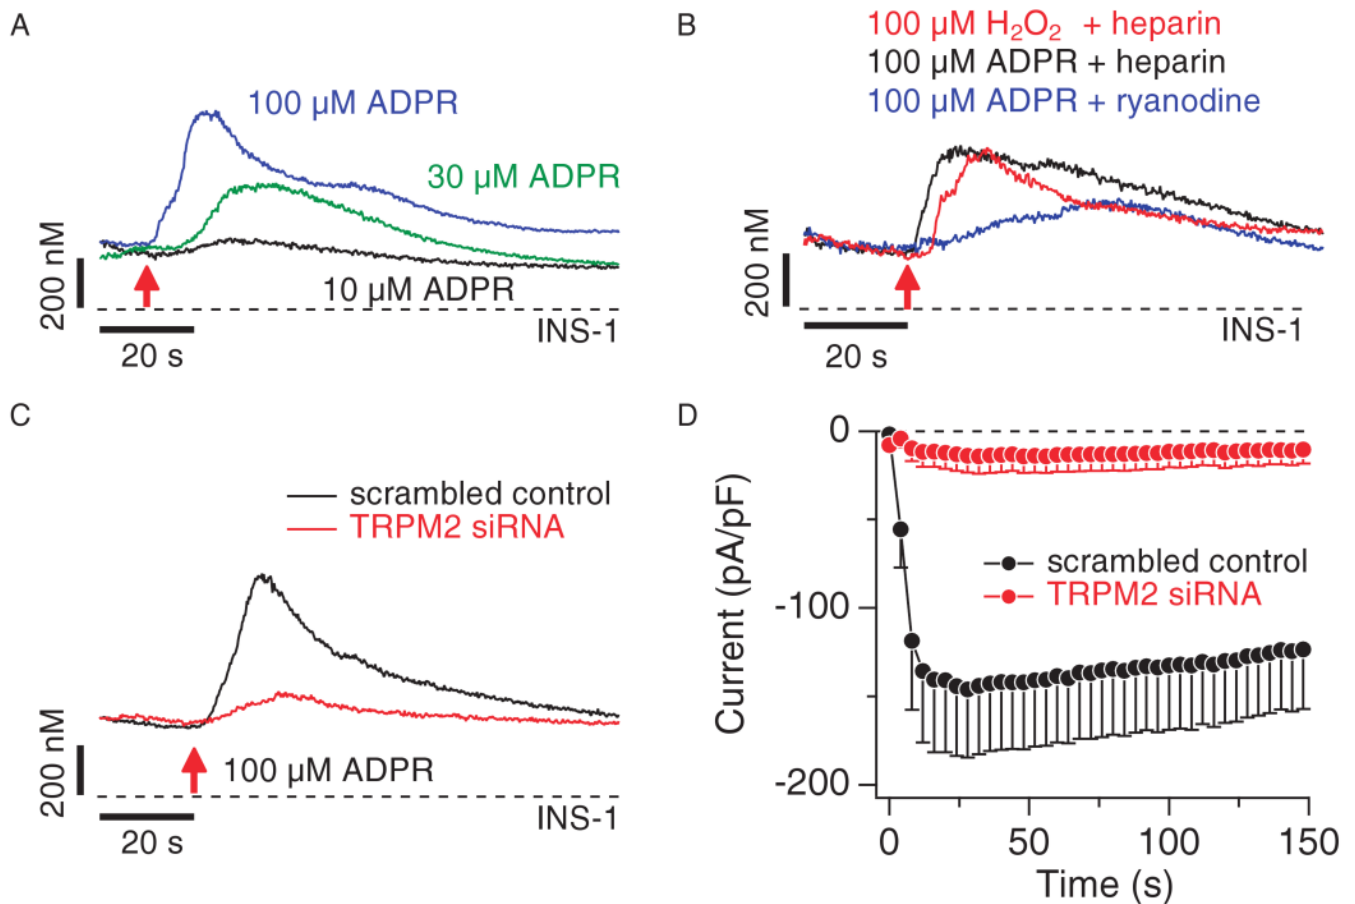 A
100 µM ADPR
30 µM ADPR
10 µM ADPR
200 nM
20 s
INS-1
B
100 µM H₂O₂ + heparin
100 µM ADPR + heparin
100 µM ADPR + ryanodine
200 nM
20 s
INS-1
C
scrambled control
TRPM2 siRNA
100 µM ADPR
200 nM
20 s
INS-1
D
0
-100
-200
Current (pA/pF)
scrambled control
TRPM2 siRNA
0 50 100 150
Time (s)